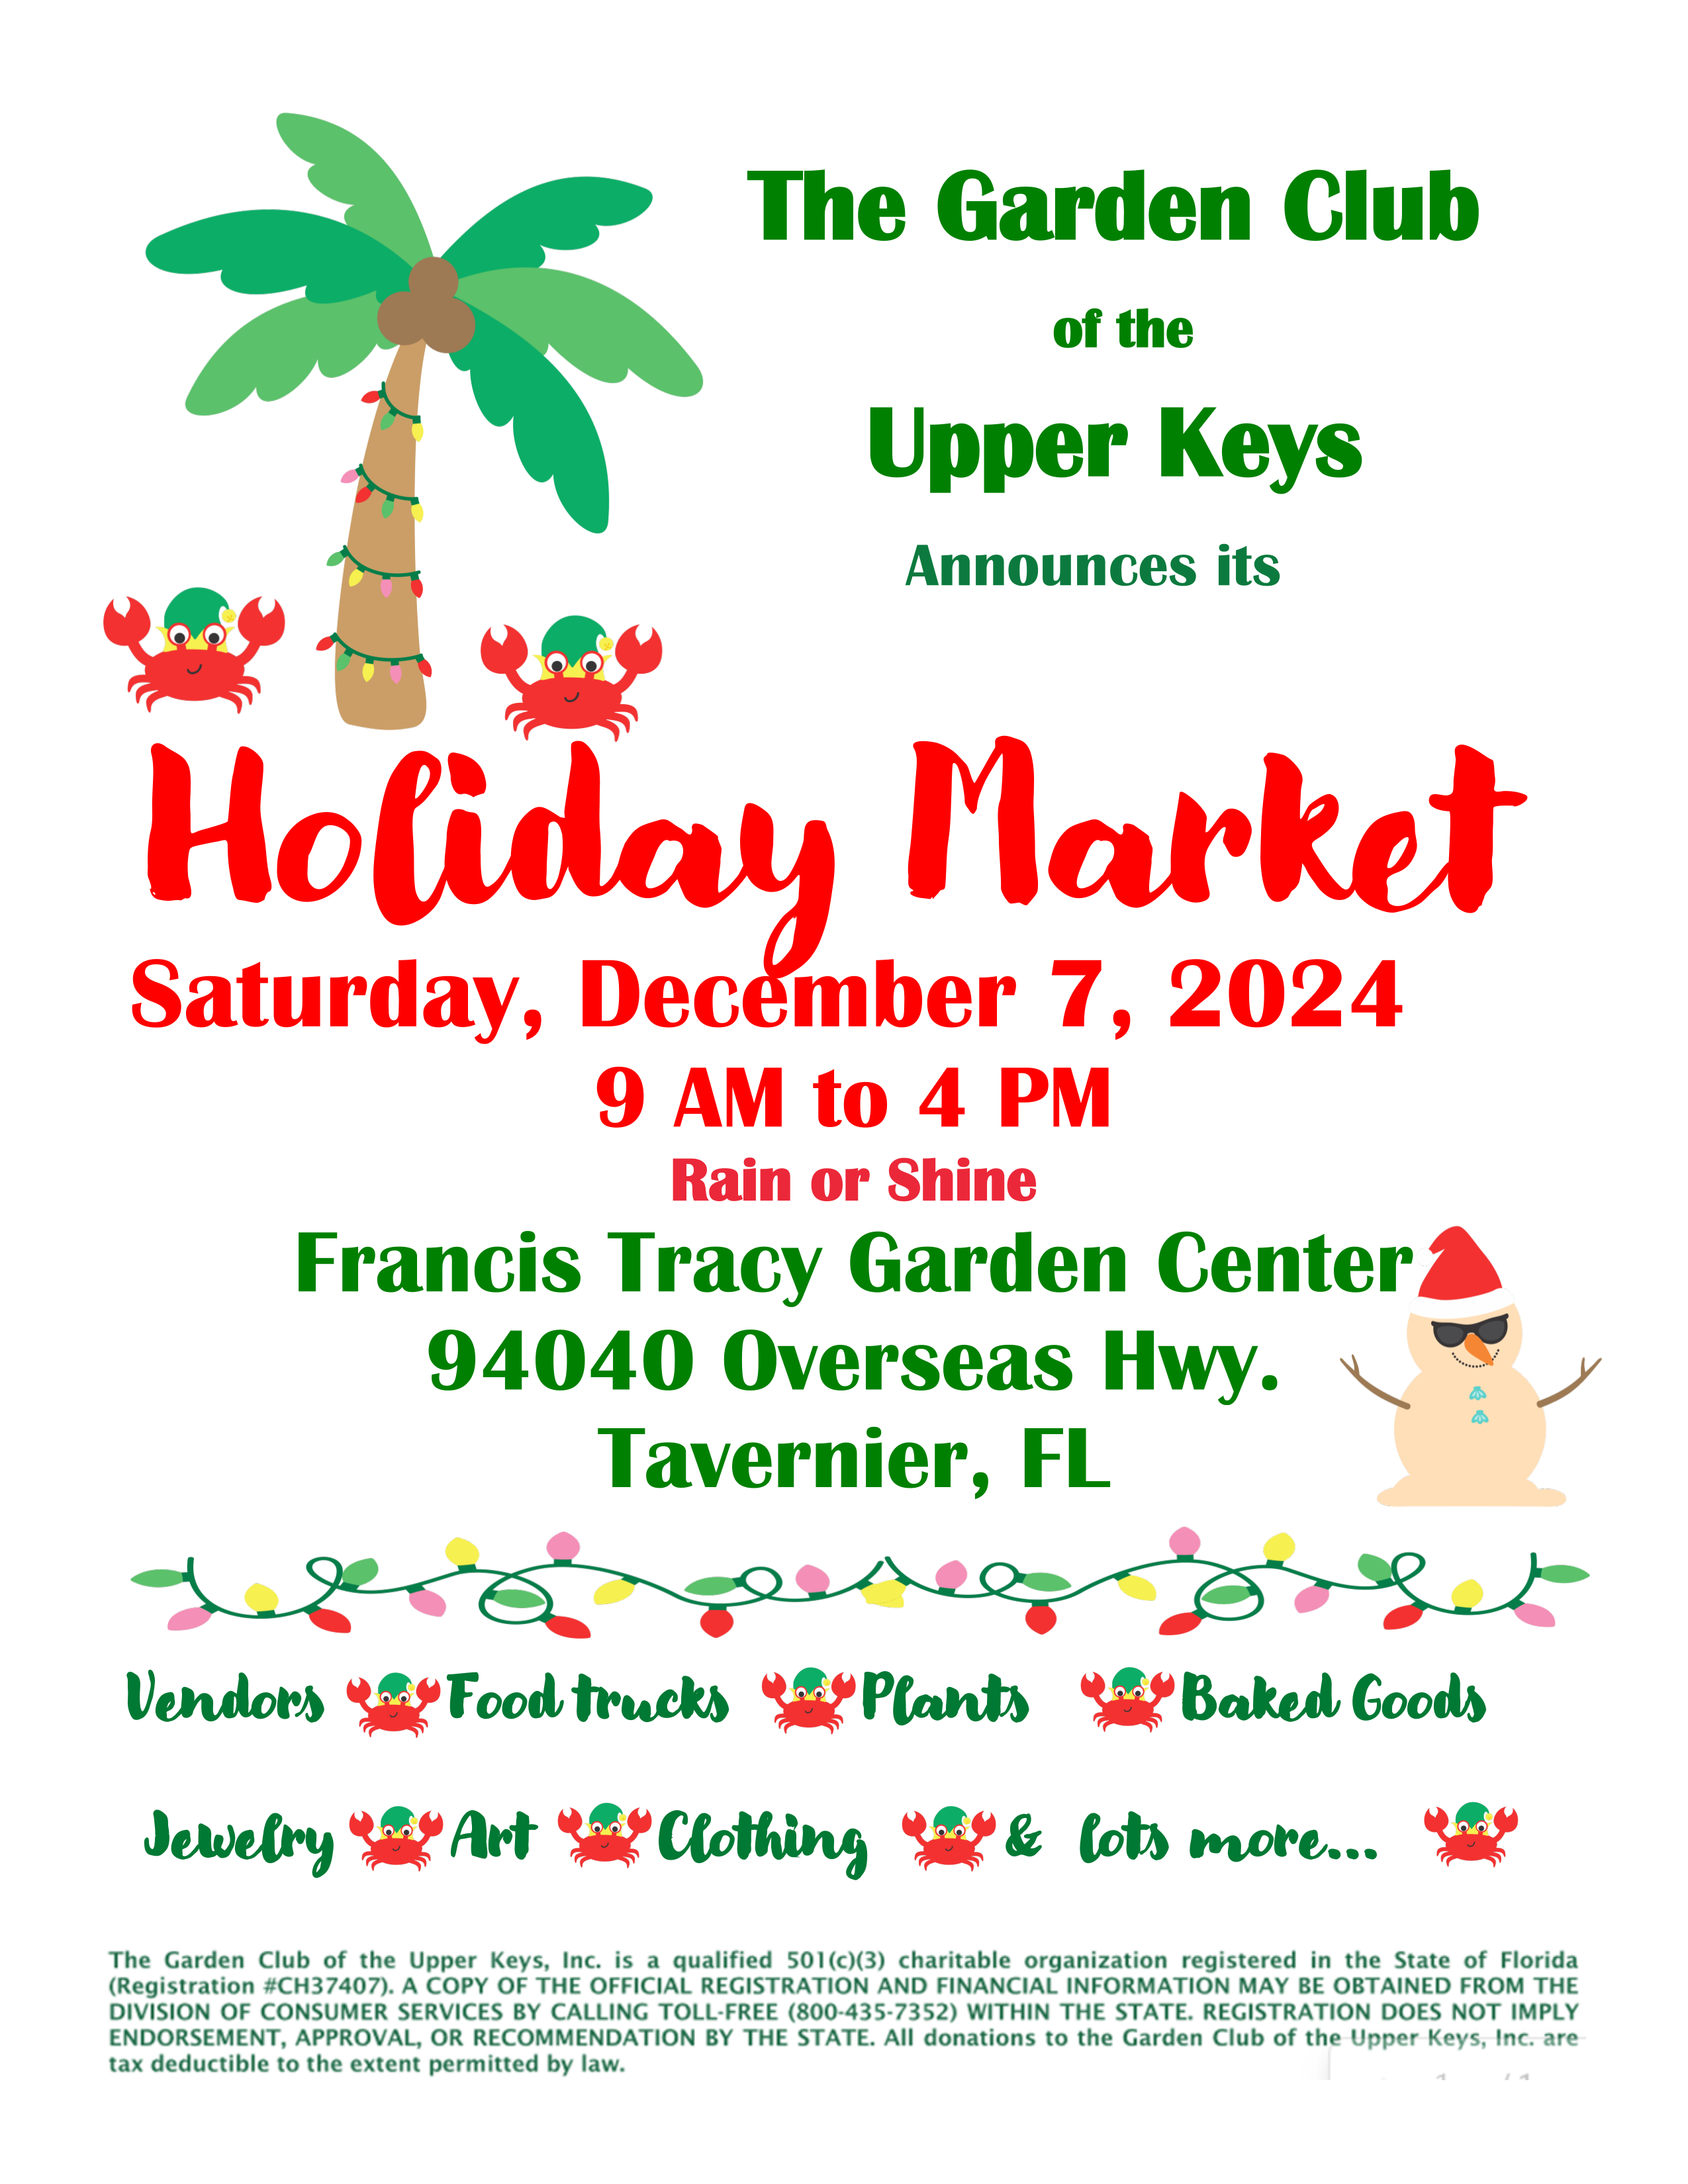 The Garden Club
of the
Upper Keys
Announces its
Holiday Market
Saturday, December 7, 2024
9 AM to 4 PM
Rain or Shine
Francis Tracy Garden Center
94040 Overseas Hwy.
Tavernier, FL
Vendors Food trucks Plants Baked Goods
Jewelry Art Clothing & lots more...
The Garden Club of the Upper Keys, Inc. is a qualified 501(c)(3) charitable organization registered in the State of Florida
(Registration #CH37407). A COPY OF THE OFFICIAL REGISTRATION AND FINANCIAL INFORMATION MAY BE OBTAINED FROM THE
DIVISION OF CONSUMER SERVICES BY CALLING TOLL-FREE (800-435-7352) WITHIN THE STATE. REGISTRATION DOES NOT IMPLY
ENDORSEMENT, APPROVAL, OR RECOMMENDATION BY THE STATE. All donations to the Garden Club of the Upper Keys, Inc. are
tax deductible to the extent permitted by law.